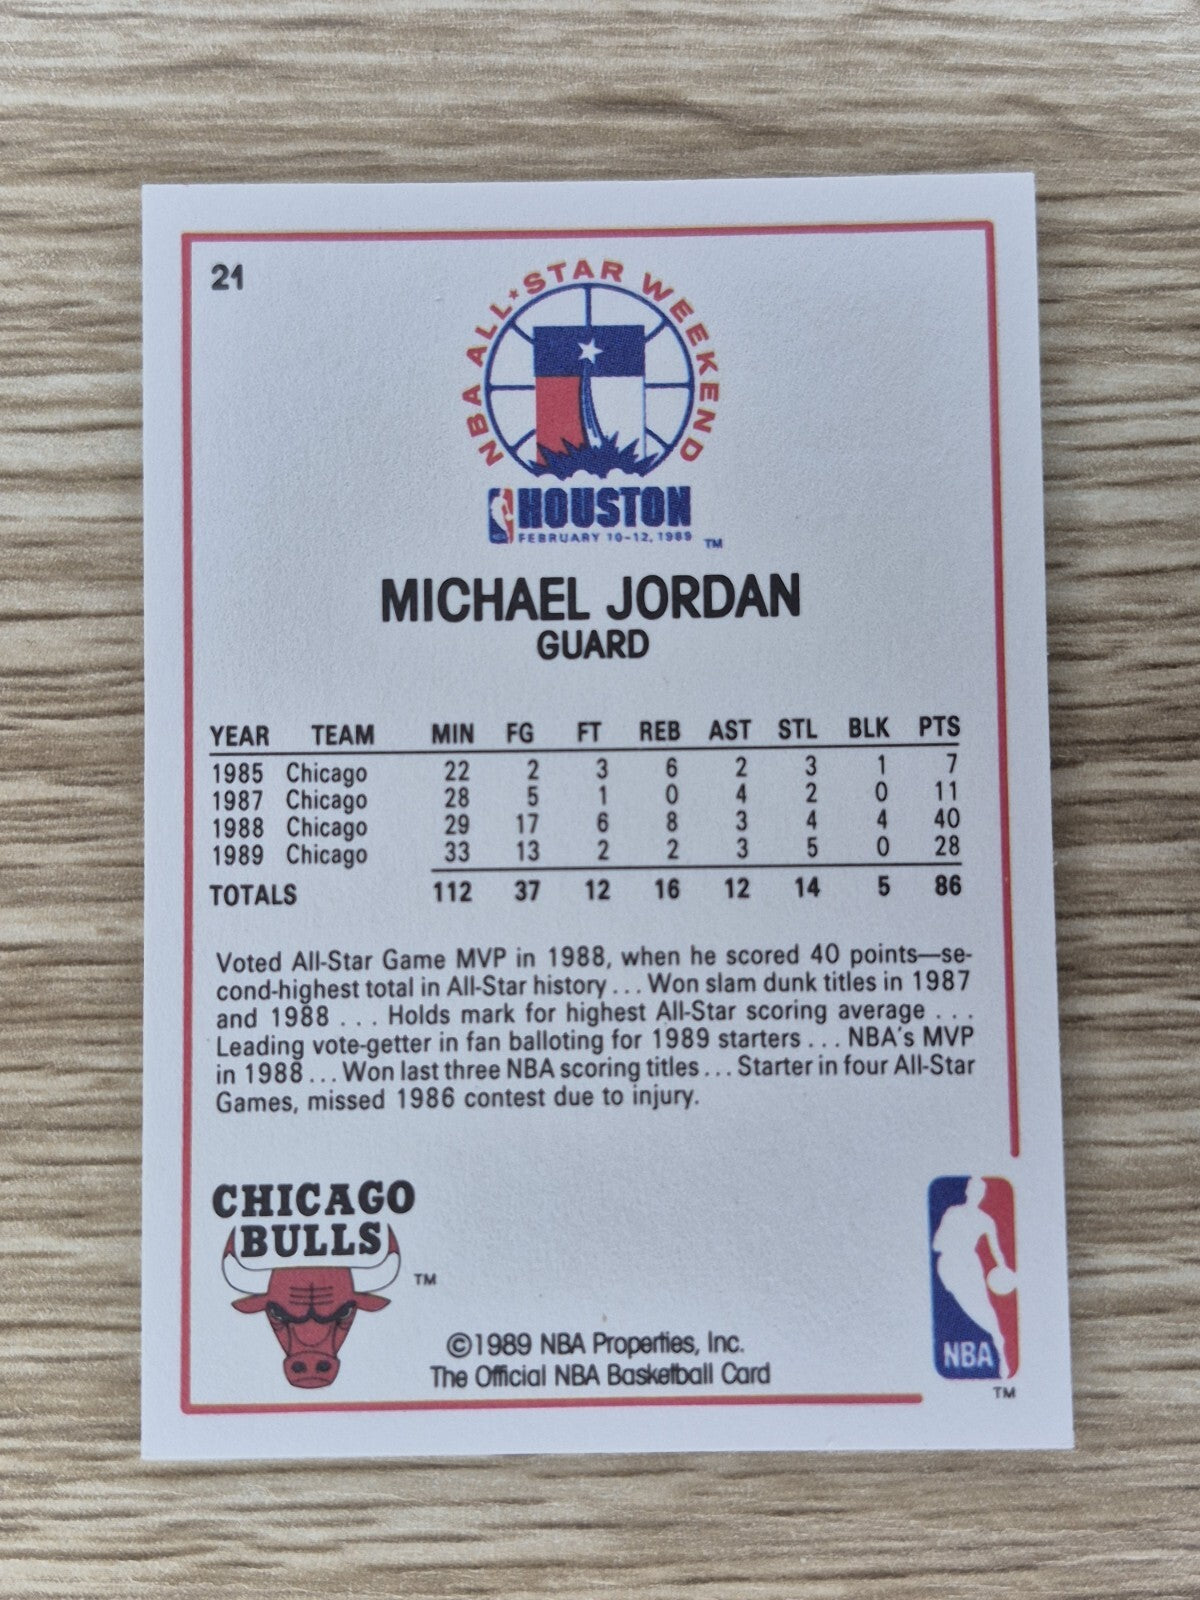 21
NBA ALL★STAR WEEKEND
HOUSTON
FEBRUARY 10-12, 1989 TM
MICHAEL JORDAN
GUARD
YEAR TEAM MIN FG FT REB AST STL BLK PTS
1985 Chicago 22 2 3 6 2 3 1 7
1987 Chicago 28 5 1 0 4 2 0 11
1988 Chicago 29 17 6 8 3 4 4 40
1989 Chicago 33 13 2 2 3 5 0 28
TOTALS 112 37 12 16 12 14 5 86
Voted All-Star Game MVP in 1988, when he scored 40 points—se-
cond-highest total in All-Star history . . . Won slam dunk titles in 1987
and 1988 . . . Holds mark for highest All-Star scoring average . . .
Leading vote-getter in fan balloting for 1989 starters . . . NBA's MVP
in 1988 . . . Won last three NBA scoring titles . . . Starter in four All-Star
Games, missed 1986 contest due to injury.
CHICAGO
BULLS
TM
©1989 NBA Properties, Inc.
The Official NBA Basketball Card
NBA
TM